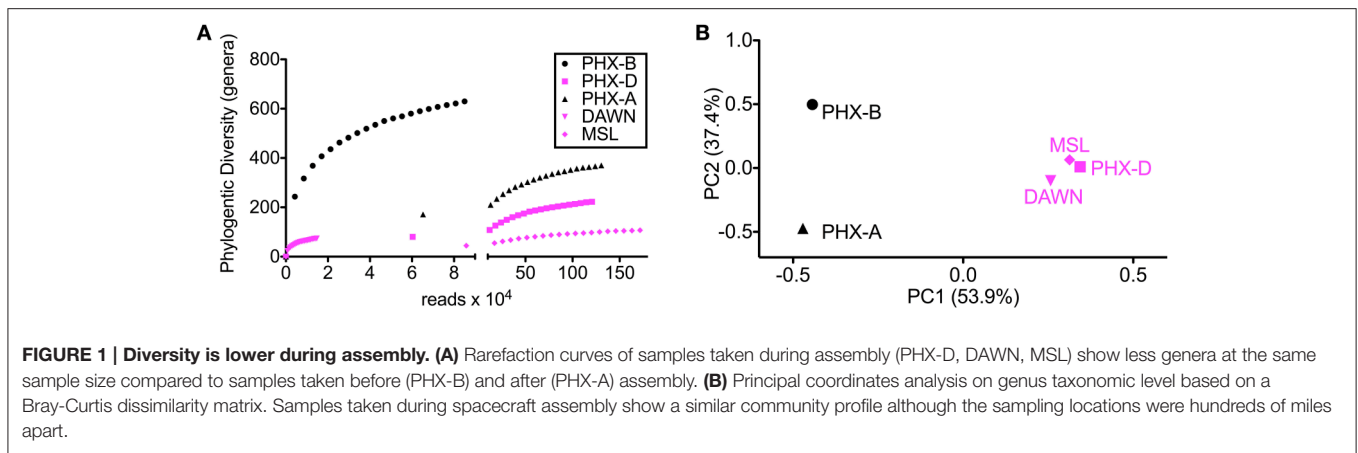 A
Phylogentic Diversity (genera)
800
600
400
200
0
0 2 4 6 8 50 100 150
reads x 10^4
PHX-B
PHX-D
PHX-A
DAWN
MSL
B
PC2 (37.4%)
1.0
0.5
0.0
-0.5
-0.5 0.0 0.5
PC1 (53.9%)
PHX-B
MSL
PHX-D
DAWN
PHX-A
FIGURE 1 | Diversity is lower during assembly. (A) Rarefaction curves of samples taken during assembly (PHX-D, DAWN, MSL) show less genera at the same
sample size compared to samples taken before (PHX-B) and after (PHX-A) assembly. (B) Principal coordinates analysis on genus taxonomic level based on a
Bray-Curtis dissimilarity matrix. Samples taken during spacecraft assembly show a similar community profile although the sampling locations were hundreds of miles
apart.